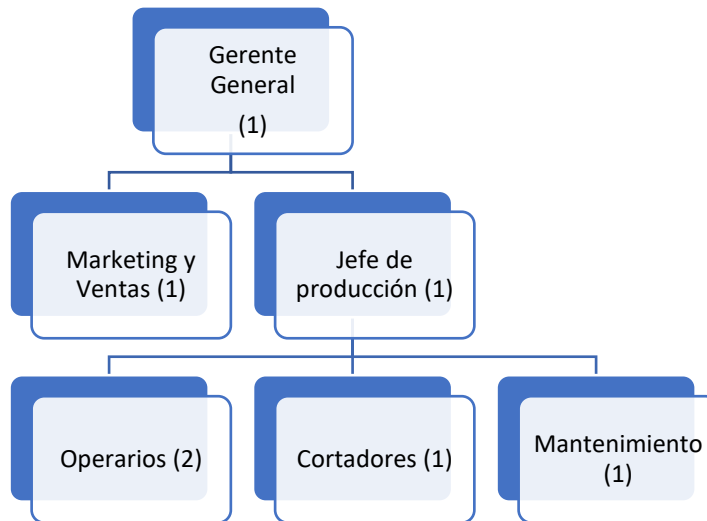 Gerente
General
(1)
Marketing y
Ventas (1)
Jefe de
producción (1)
Operarios (2)
Cortadores (1)
Mantenimiento
(1)